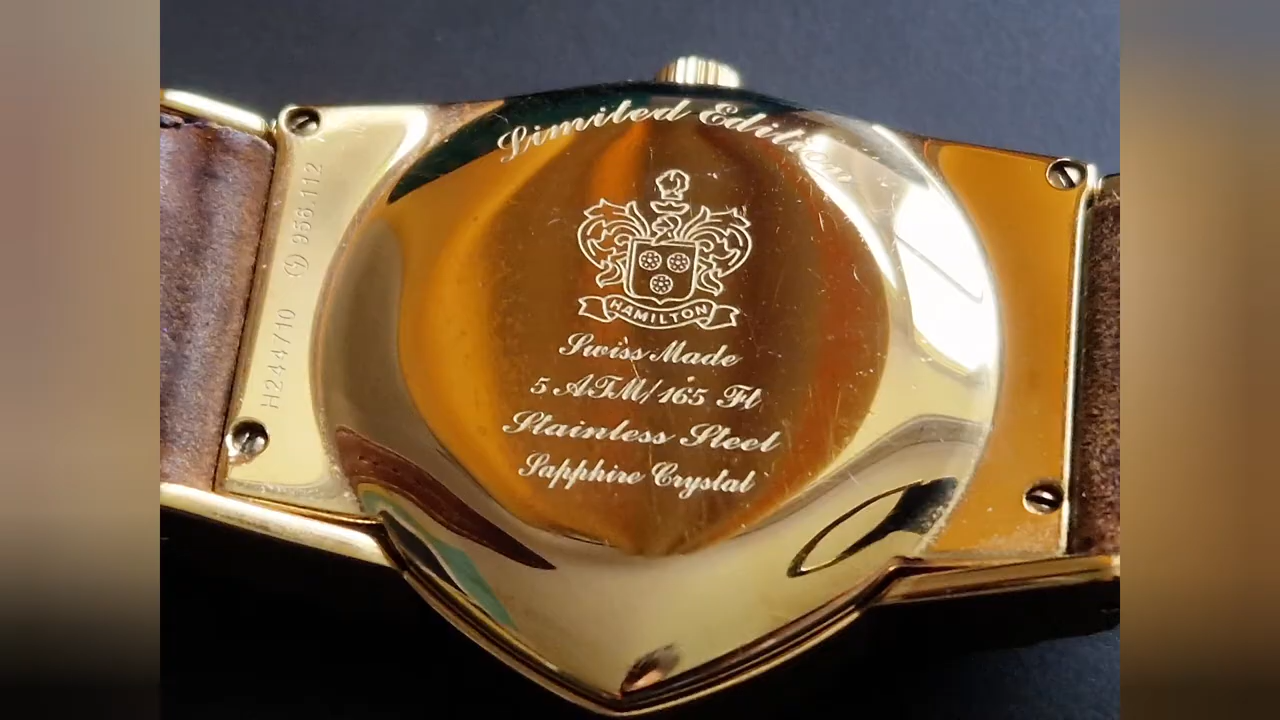 Limited Edition
HAMILTON
Swiss Made
5 ATM/165 Ft
Stainless Steel
Sapphire Crystal
H244710 956.112